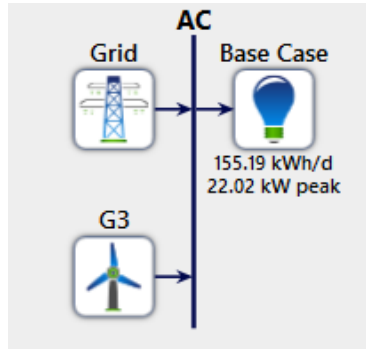 AC
Grid
Base Case
155.19 kWh/d
22.02 kW peak
G3